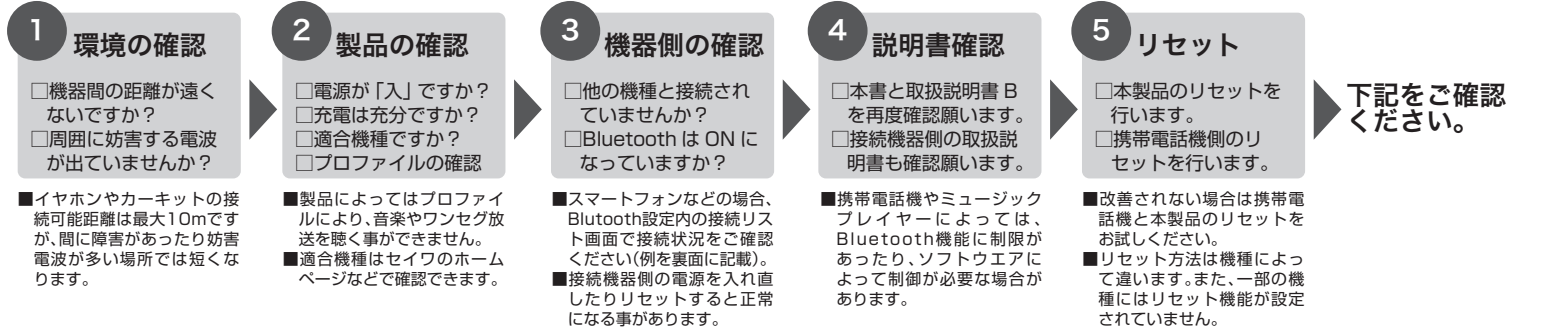 1
環境の確認
□機器間の距離が遠く
ないですか？
□周囲に妨害する電波
が出ていませんか？
■イヤホンやカーキットの接
続可能距離は最大10mです
が、間に障害があったり妨害
電波が多い場所では短くな
ります。
2
製品の確認
□電源が「入」ですか？
□充電は充分ですか？
□適合機種ですか？
□プロファイルの確認
■製品によってはプロファイ
ルにより、音楽やワンセグ放
送を聴く事ができません。
■適合機種はセイワのホーム
ページなどで確認できます。
3
機器側の確認
□他の機種と接続され
ていませんか？
□Bluetooth は ON に
なっていますか？
■スマートフォンなどの場合、
Blutooth設定内の接続リス
ト画面で接続状況をご確認
ください(例を裏面に記載)。
■接続機器側の電源を入れ直
したりリセットすると正常
になる事があります。
4
説明書確認
□本書と取扱説明書 B
を再度確認願います。
□接続機器側の取扱説
明書も確認願います。
■携帯電話機やミュージック
プレイヤーによっては、
Bluetooth機能に制限が
あったり、ソフトウエアに
よって制御が必要な場合が
あります。
5
リセット
□本製品のリセットを
行います。
□携帯電話機側のリ
セットを行います。
■改善されない場合は携帯電
話機と本製品のリセットを
お試しください。
■リセット方法は機種によっ
て違います。また、一部の機
種にはリセット機能が設定
されていません。
下記をご確認
ください。